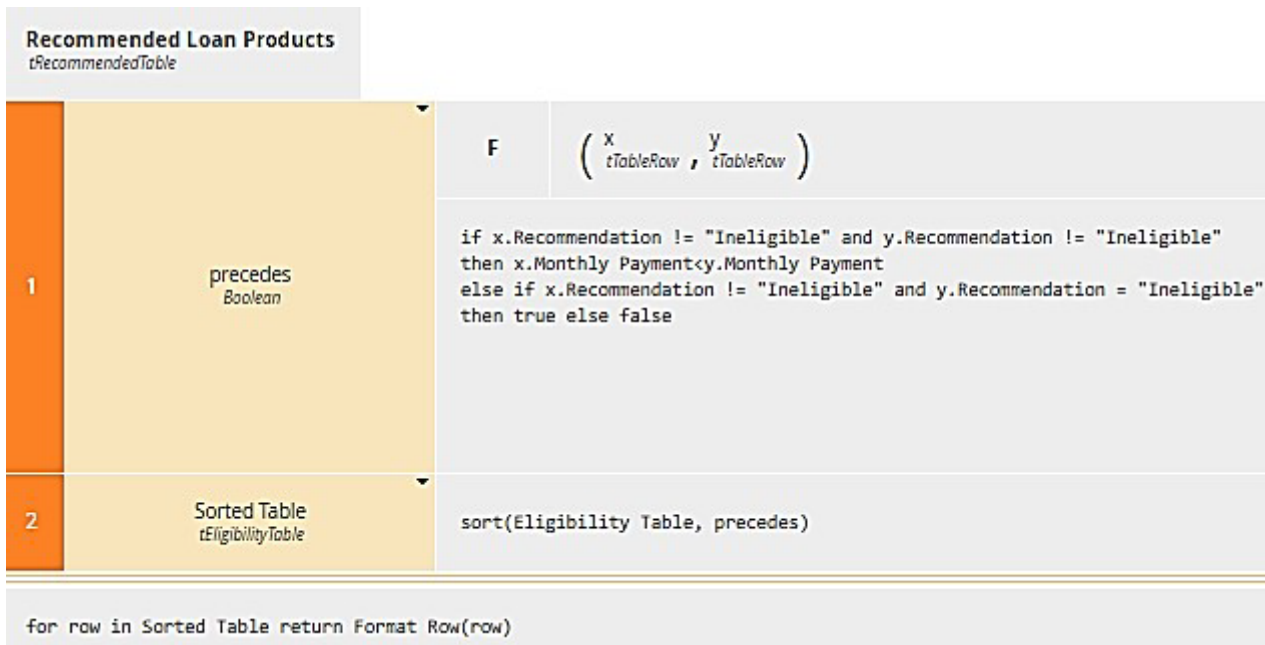 Recommended Loan Products
tRecommendedTable
F
( x , y )
tTableRow tTableRow
1
precedes
Boolean
if x.Recommendation != "Ineligible" and y.Recommendation != "Ineligible"
then x.Monthly Payment<y.Monthly Payment
else if x.Recommendation != "Ineligible" and y.Recommendation = "Ineligible"
then true else false
2
Sorted Table
tEligibilityTable
sort(Eligibility Table, precedes)
for row in Sorted Table return Format Row(row)